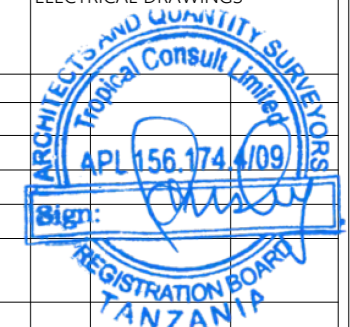 ELECTRICAL DRAWINGS
ARCHITECTS AND QUANTITY SURVEYORS
Tropical Consult Limited
APL 156.174.4/09
Sign:
REGISTRATION BOARD
TANZANIA